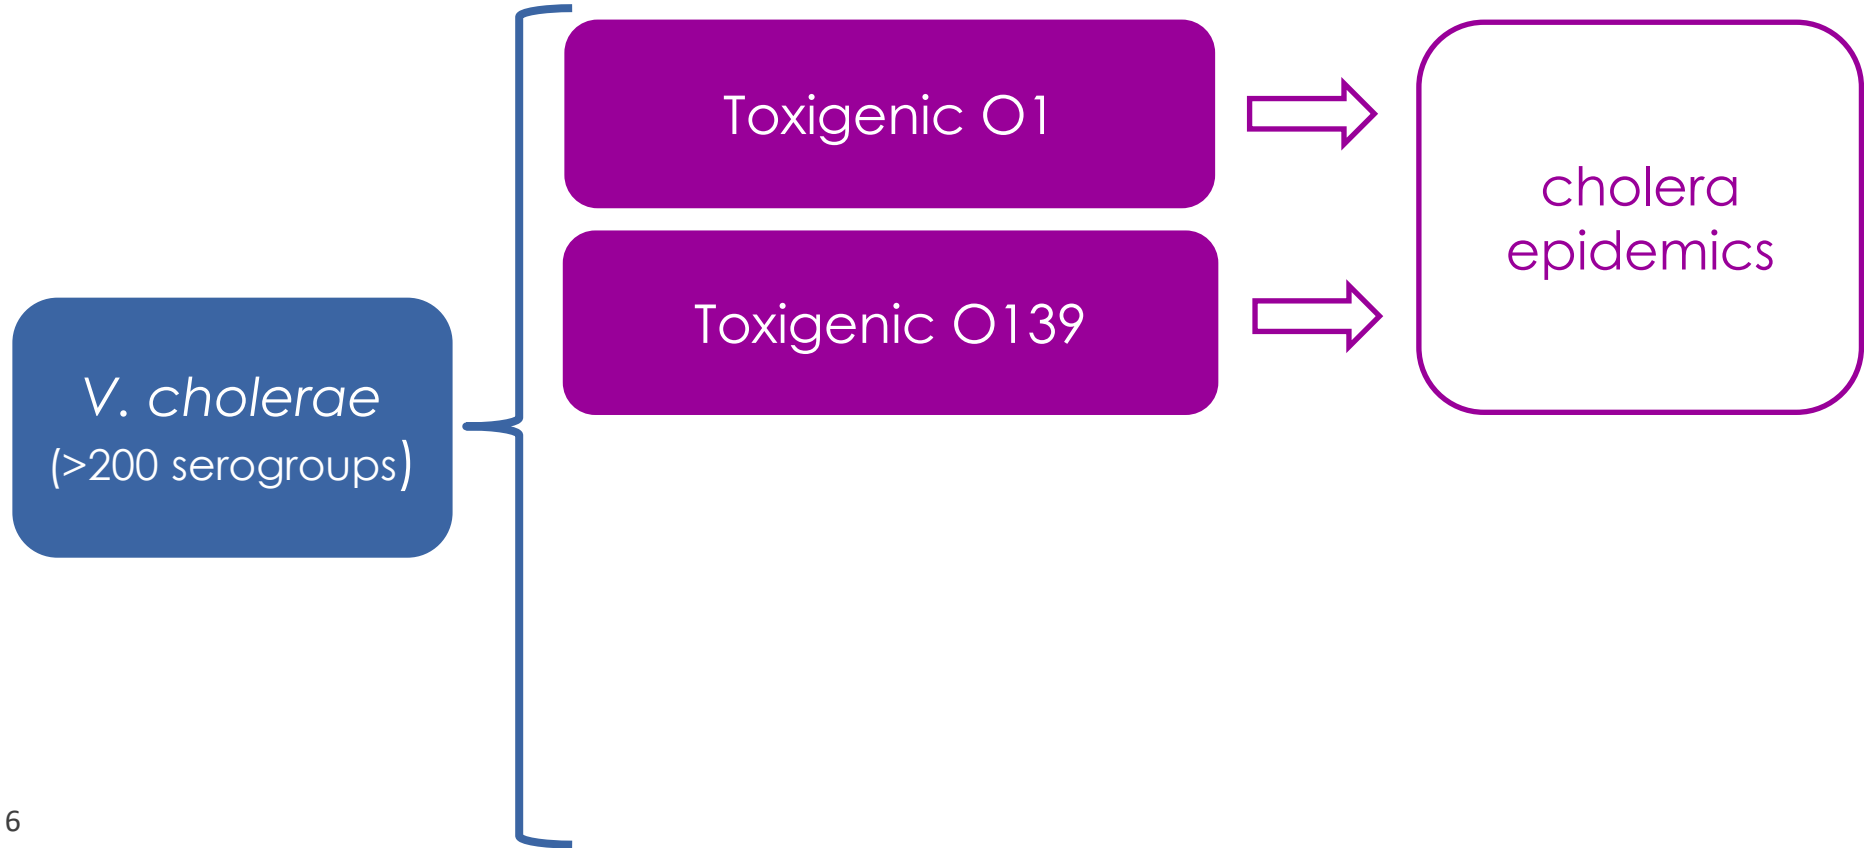 Toxigenic O1
Toxigenic O139
cholera
epidemics
V. cholerae
(>200 serogroups)
6